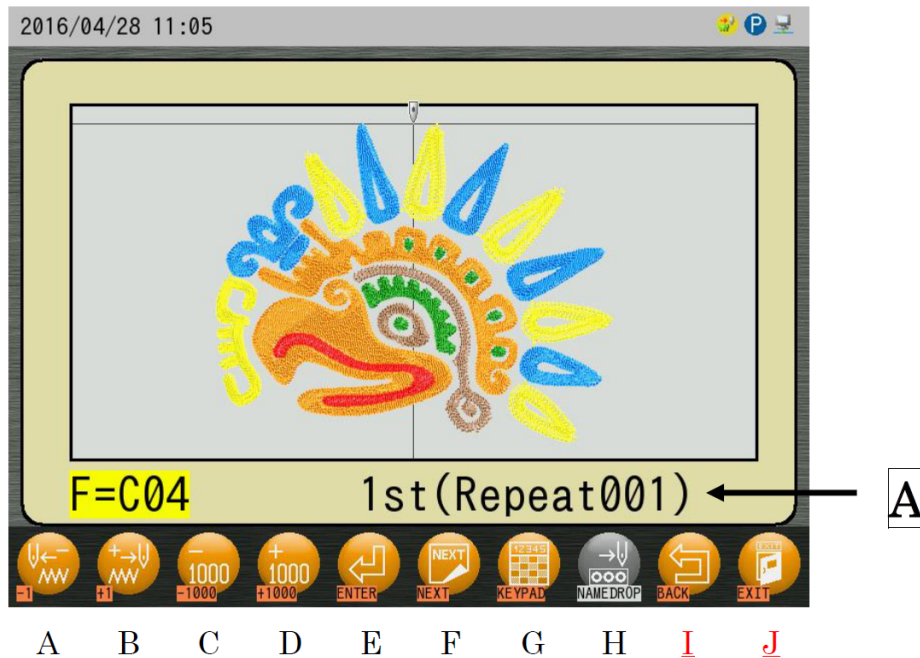 2016/04/28 11:05
P
F=C04 1st(Repeat001) A
1000 1000 NEXT 12345 EXIT
-1 +1 -1000 +1000 ENTER NEXT KEYPAD NAMEDROP BACK EXIT
A B C D E F G H I J